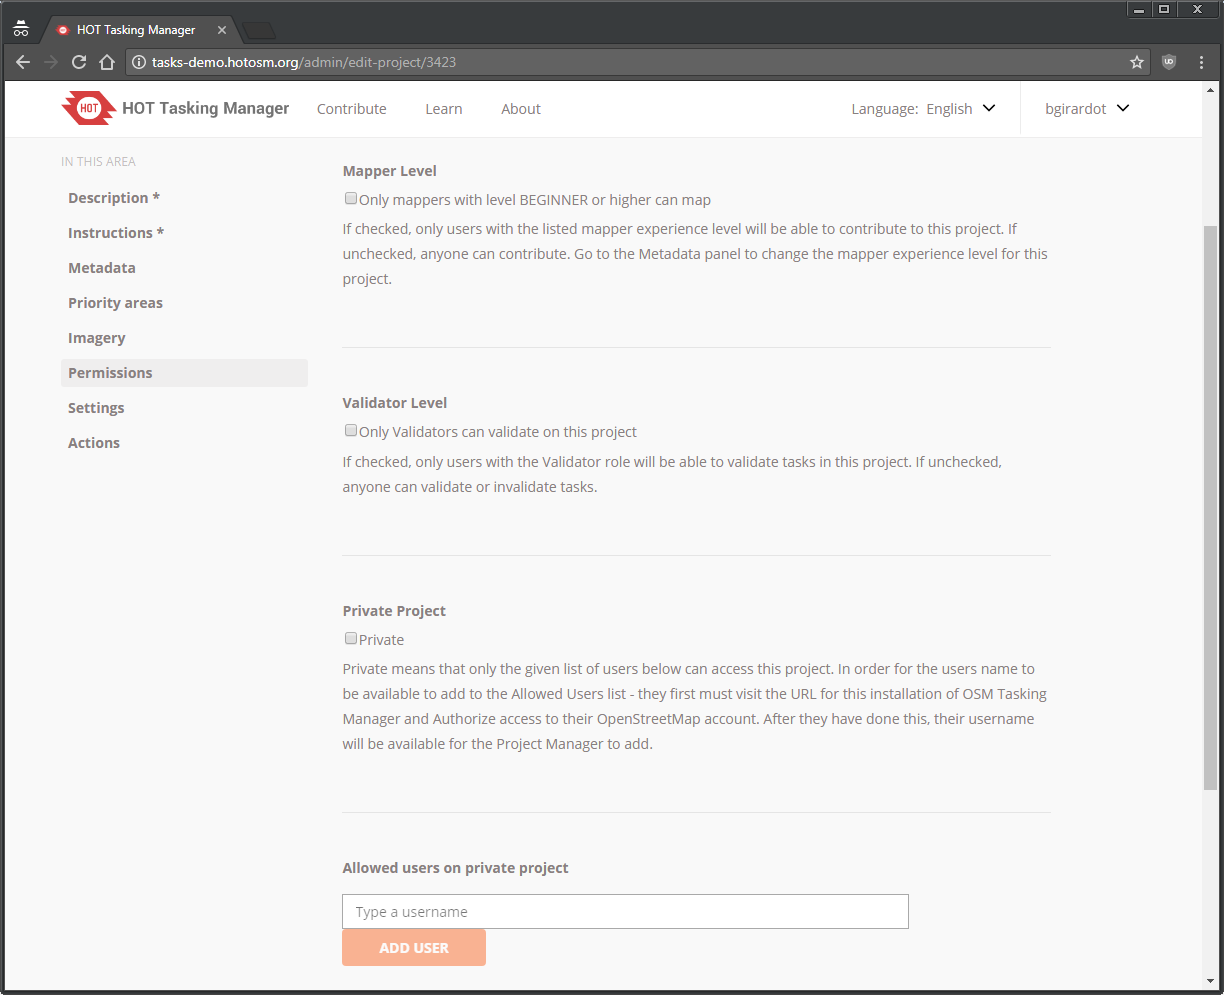 HOT Tasking Manager
tasks-demo.hotosm.org/admin/edit-project/3423
HOT
HOT Tasking Manager
Contribute
Learn
About
Language: English
bgirardot
IN THIS AREA
Description *
Instructions *
Metadata
Priority areas
Imagery
Permissions
Settings
Actions
Mapper Level
Only mappers with level BEGINNER or higher can map
If checked, only users with the listed mapper experience level will be able to contribute to this project. If
unchecked, anyone can contribute. Go to the Metadata panel to change the mapper experience level for this
project.
Validator Level
Only Validators can validate on this project
If checked, only users with the Validator role will be able to validate tasks in this project. If unchecked,
anyone can validate or invalidate tasks.
Private Project
Private
Private means that only the given list of users below can access this project. In order for the users name to
be available to add to the Allowed Users list - they first must visit the URL for this installation of OSM Tasking
Manager and Authorize access to their OpenStreetMap account. After they have done this, their username
will be available for the Project Manager to add.
Allowed users on private project
Type a username
ADD USER